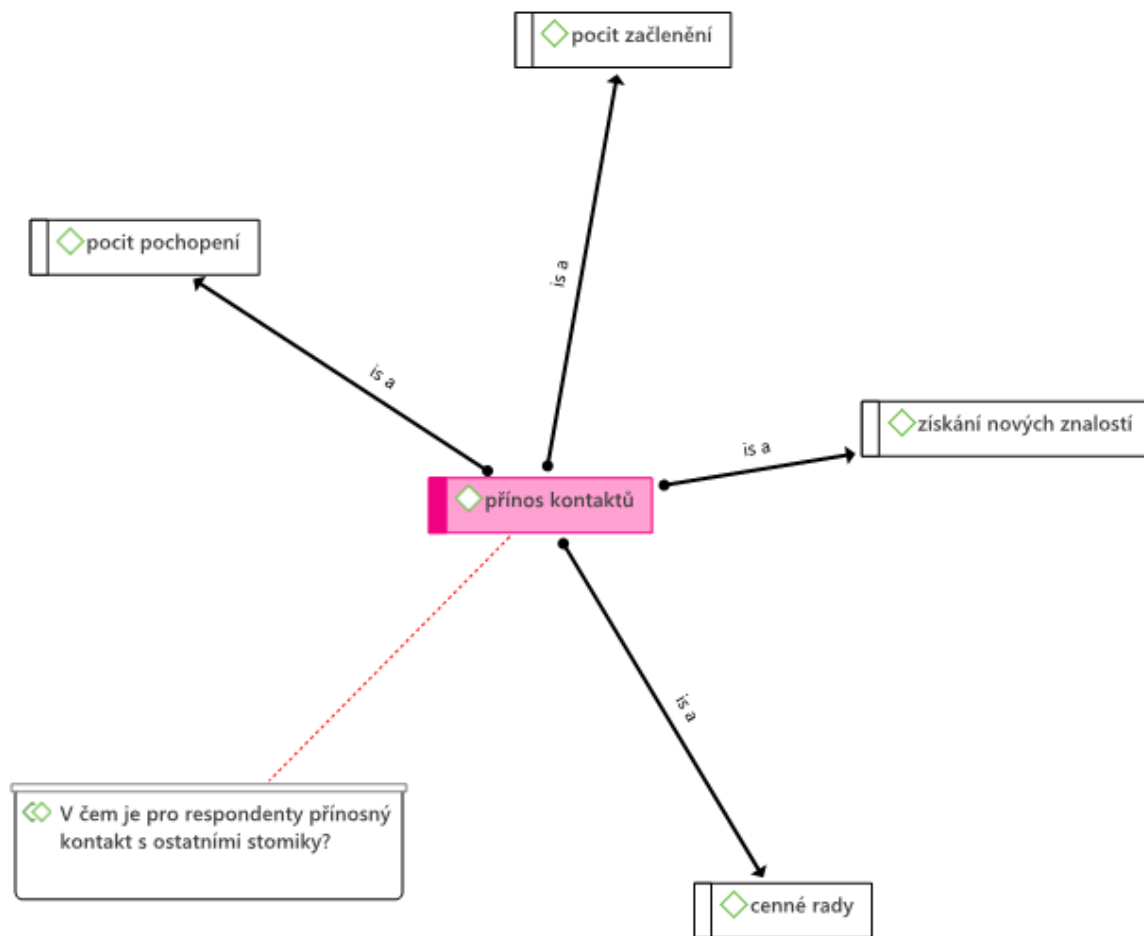 pocit začlenění
pocit pochopení
is a
is a
získání nových znalostí
is a
přínos kontaktů
is a
V čem je pro respondenty přínosný
kontakt s ostatními stomiky?
cenné rady